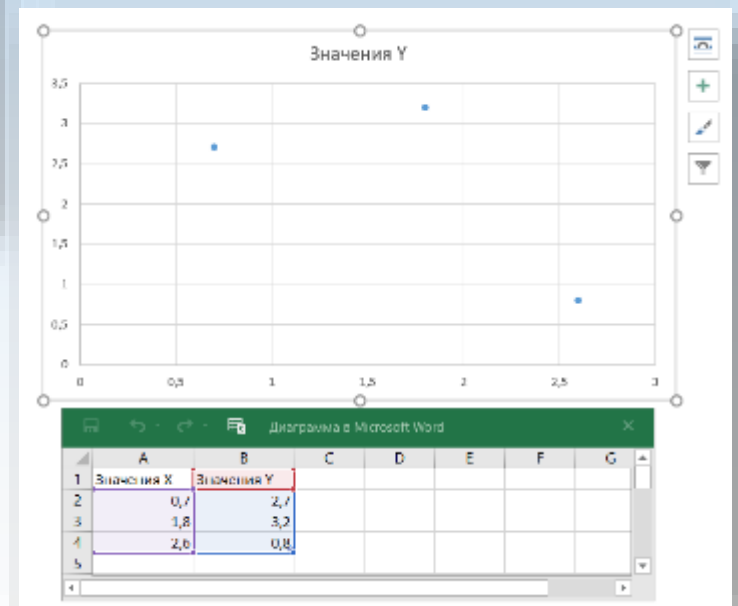 Значения Y
3,5
3
2,5
2
1,5
1
0,5
0
0 0,5 1 1,5 2 2,5 3
Диаграмма в Microsoft Word
A B C D E F G
1 Значения X Значения Y
2 0,7 2,7
3 1,8 3,2
4 2,6 0,8
5